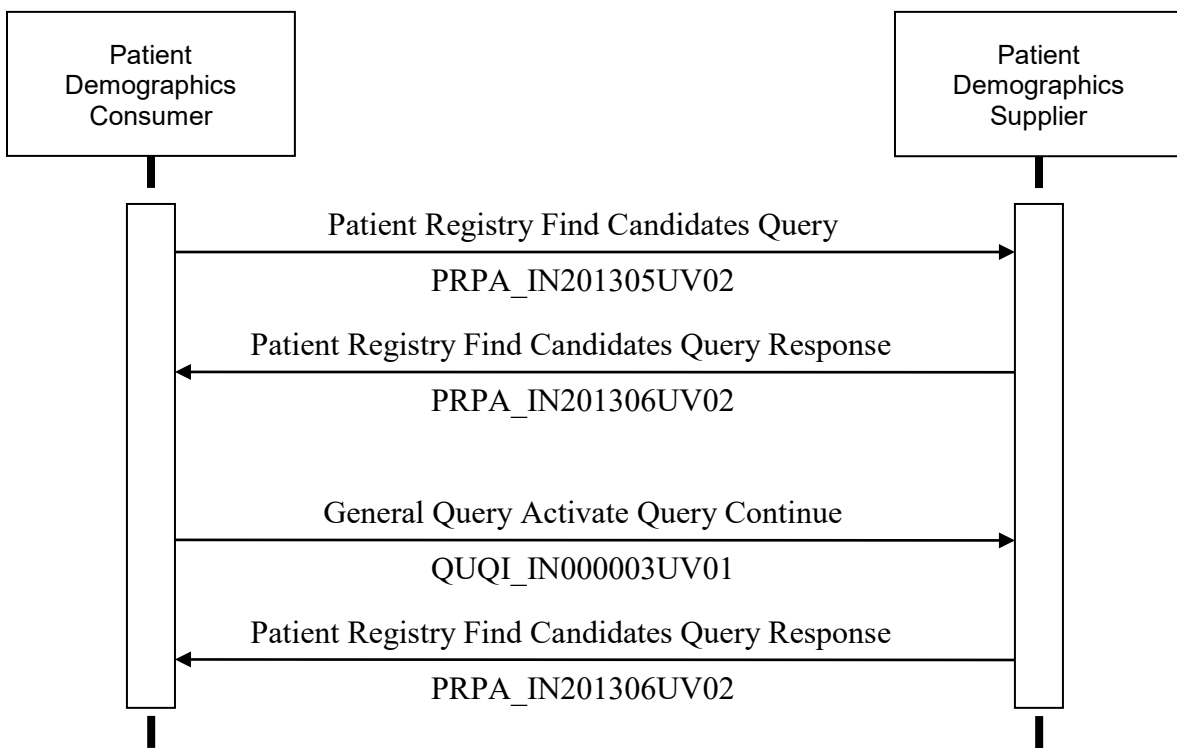 Patient
Demographics
Consumer
Patient
Demographics
Supplier
Patient Registry Find Candidates Query
PRPA_IN201305UV02
Patient Registry Find Candidates Query Response
PRPA_IN201306UV02
General Query Activate Query Continue
QUQI_IN000003UV01
Patient Registry Find Candidates Query Response
PRPA_IN201306UV02